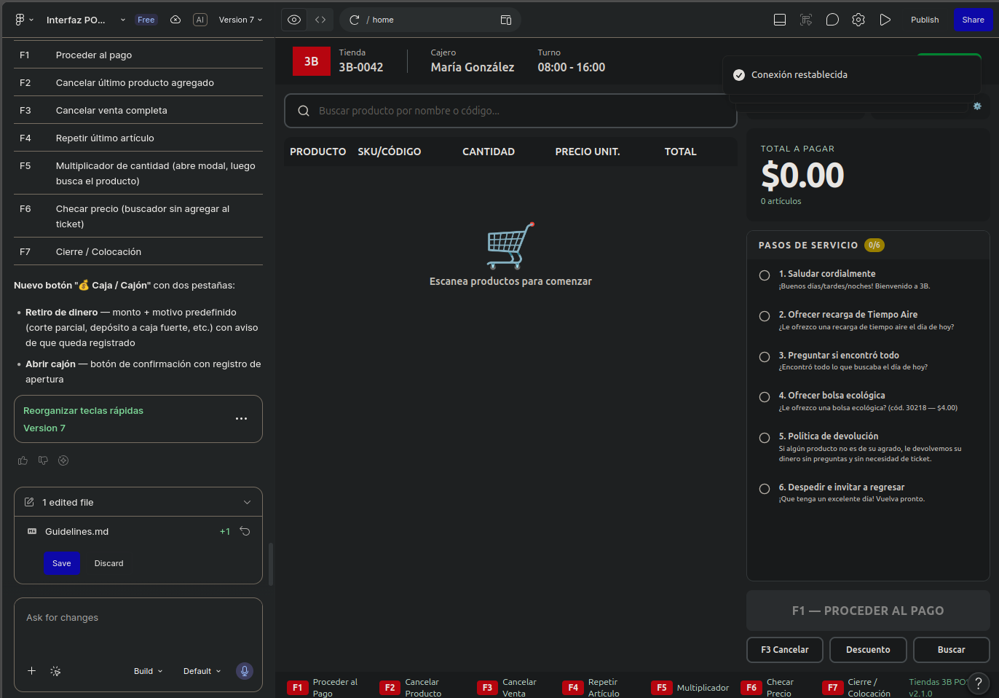 Interfaz PO...
Free
AI
Version 7
/ home
Publish
Share
F1 Proceder al pago
F2 Cancelar último producto agregado
F3 Cancelar venta completa
F4 Repetir último artículo
F5 Multiplicador de cantidad (abre modal, luego
busca el producto)
F6 Checar precio (buscador sin agregar al
ticket)
F7 Cierre / Colocación
Nuevo botón "💰 Caja / Cajón" con dos pestañas:
• Retiro de dinero — monto + motivo predefinido
(corte parcial, depósito a caja fuerte, etc.) con aviso
de que queda registrado
• Abrir cajón — botón de confirmación con registro de
apertura
Reorganizar teclas rápidas
Version 7
1 edited file
Guidelines.md +1
Save Discard
Ask for changes
Build Default
3B
Tienda
3B-0042
Cajero
María González
Turno
08:00 - 16:00
Conexión restablecida
Buscar producto por nombre o código...
PRODUCTO SKU/CÓDIGO CANTIDAD PRECIO UNIT. TOTAL
Escanea productos para comenzar
TOTAL A PAGAR
$0.00
0 artículos
PASOS DE SERVICIO 0/6
1. Saludar cordialmente
¡Buenos días/tardes/noches! Bienvenido a 3B.
2. Ofrecer recarga de Tiempo Aire
¿Le ofrezco una recarga de tiempo aire el día de hoy?
3. Preguntar si encontró todo
¿Encontró todo lo que buscaba el día de hoy?
4. Ofrecer bolsa ecológica
¿Le ofrezco una bolsa ecológica? (cód. 30218 — $4.00)
5. Política de devolución
Si algún producto no es de su agrado, le devolvemos su
dinero sin preguntas y sin necesidad de ticket.
6. Despedir e invitar a regresar
¡Que tenga un excelente día! Vuelva pronto.
F1 — PROCEDER AL PAGO
F3 Cancelar Descuento Buscar
F1 Proceder al
Pago
F2 Cancelar
Producto
F3 Cancelar
Venta
F4 Repetir
Artículo
F5 Multiplicador
F6 Checar
Precio
F7 Cierre /
Colocación
Tiendas 3B PO
v2.1.0
?